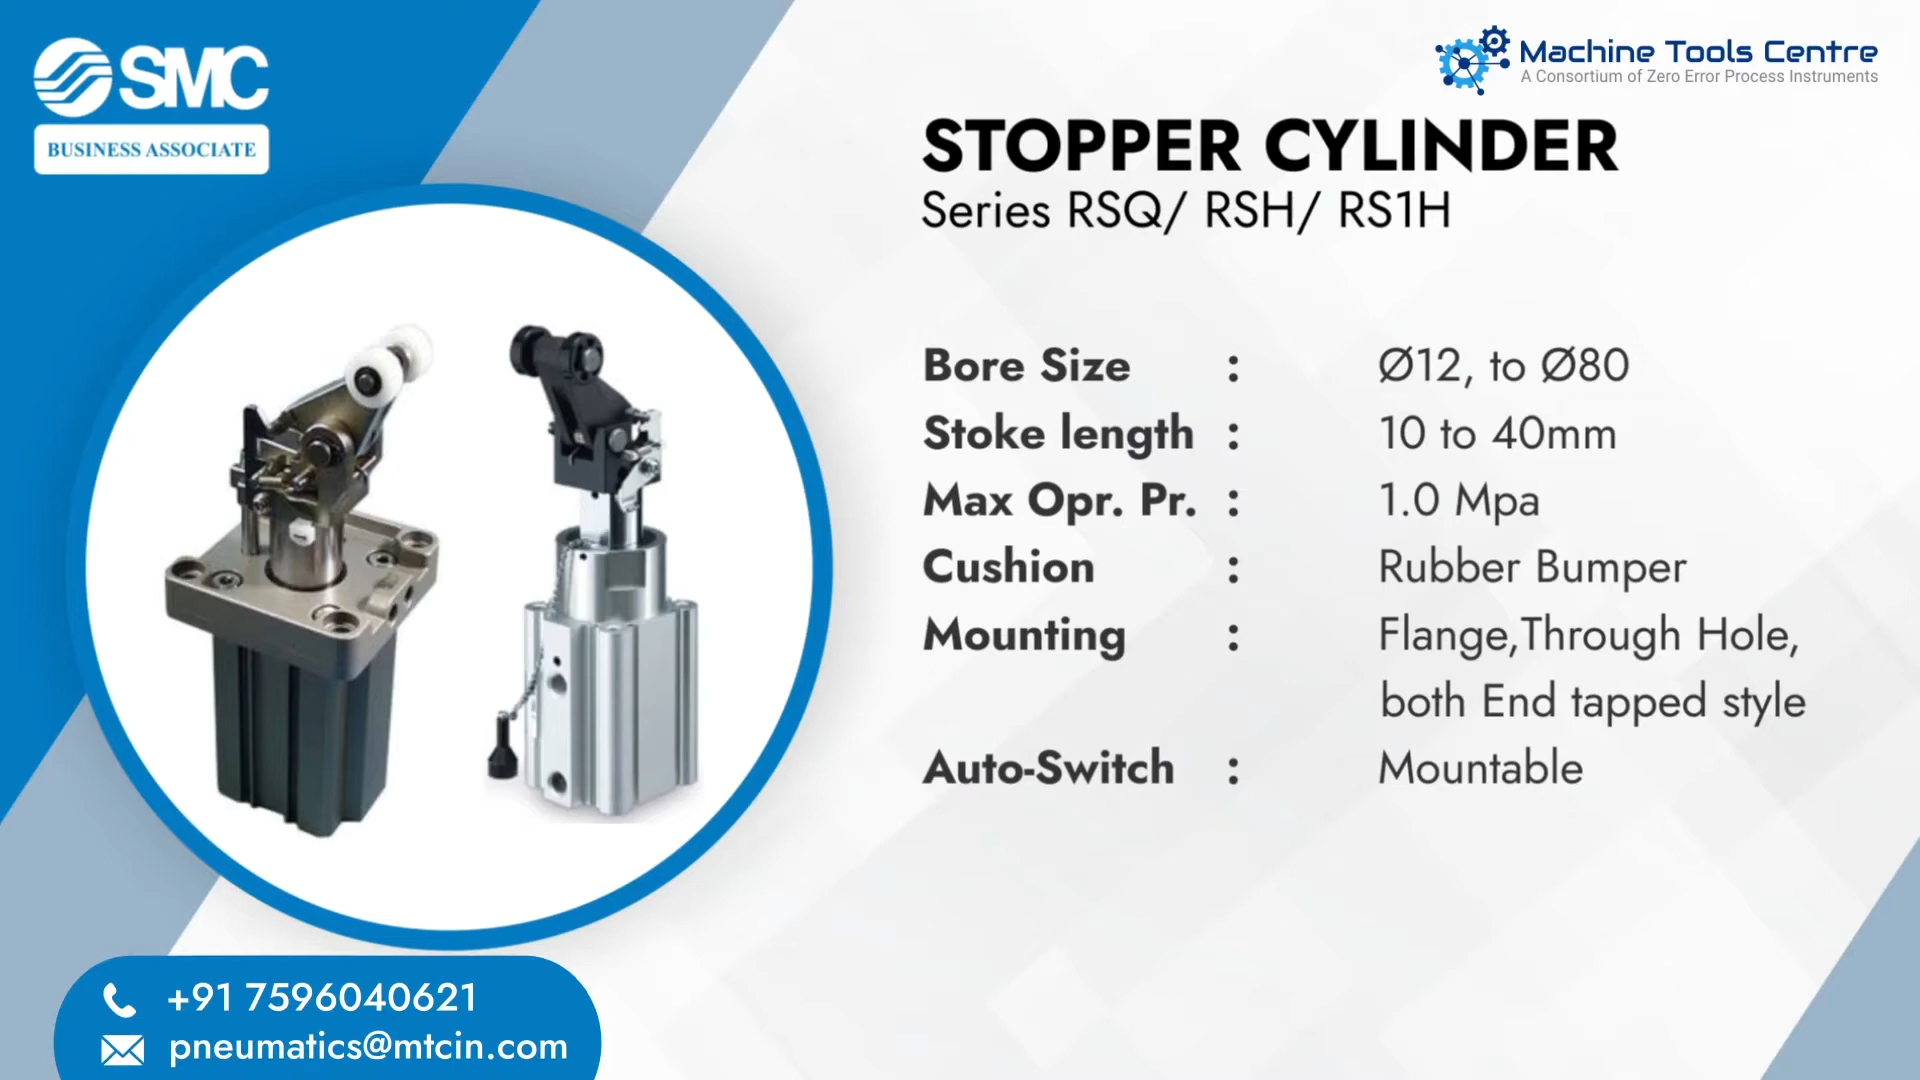 SMC
BUSINESS ASSOCIATE
Machine Tools Centre
A Consortium of Zero Error Process Instruments
STOPPER CYLINDER
Series RSQ/ RSH/ RS1H
Bore Size : Ø12, to Ø80
Stoke length : 10 to 40mm
Max Opr. Pr. : 1.0 Mpa
Cushion : Rubber Bumper
Mounting : Flange,Through Hole,
both End tapped style
Auto-Switch : Mountable
+91 7596040621
pneumatics@mtcin.com